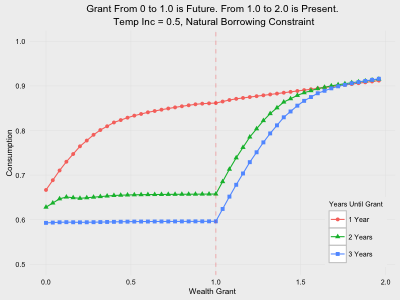 Grant From 0 to 1.0 is Future. From 1.0 to 2.0 is Present.
Temp Inc = 0.5, Natural Borrowing Constraint
1.0
0.9
0.8
0.7
0.6
0.5
Consumption
Years Until Grant
1 Year
2 Years
3 Years
0.0
0.5
1.0
1.5
2.0
Wealth Grant